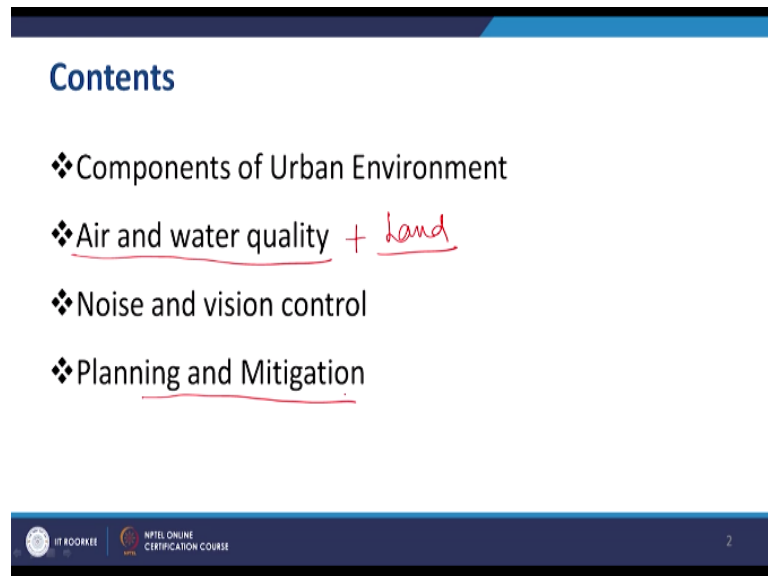 Contents
❖Components of Urban Environment
❖Air and water quality + Land
❖Noise and vision control
❖Planning and Mitigation
IIT ROORKEE
NPTEL ONLINE
CERTIFICATION COURSE
2